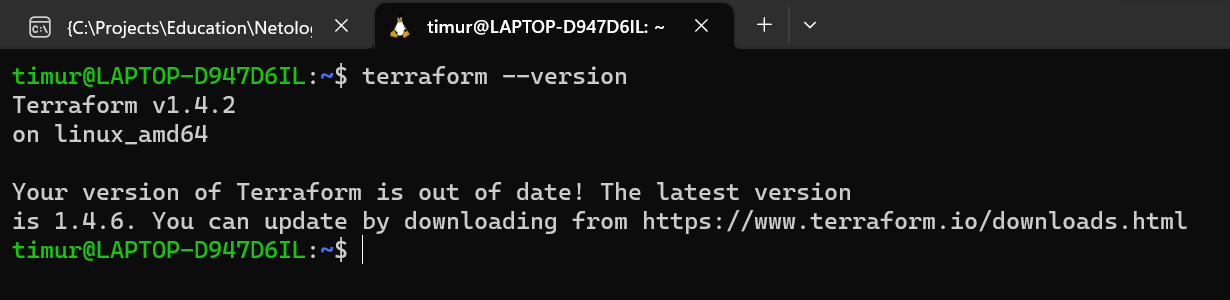 {C:\Projects\Education\Netolo
timur@LAPTOP-D947D6IL: ~
timur@LAPTOP-D947D6IL:~$ terraform --version
Terraform v1.4.2
on linux_amd64
Your version of Terraform is out of date! The latest version
is 1.4.6. You can update by downloading from https://www.terraform.io/downloads.html
timur@LAPTOP-D947D6IL:~$